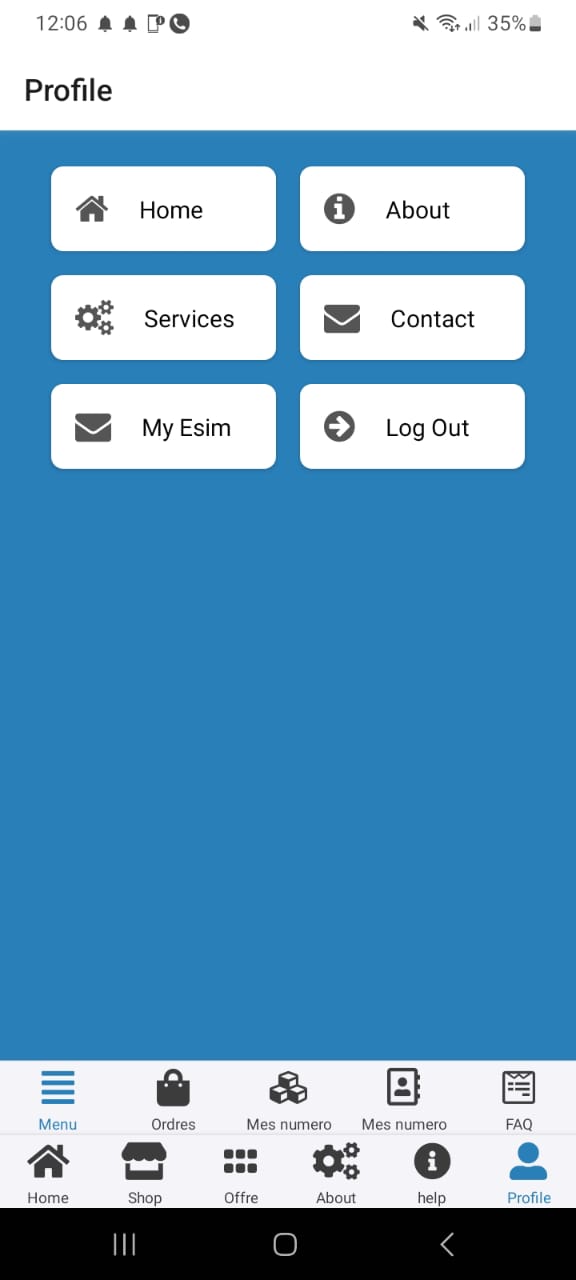 12:06 35%
Profile
Home About
Services Contact
My Esim Log Out
Menu Ordres Mes numero Mes numero FAQ
Home Shop Offre About help Profile